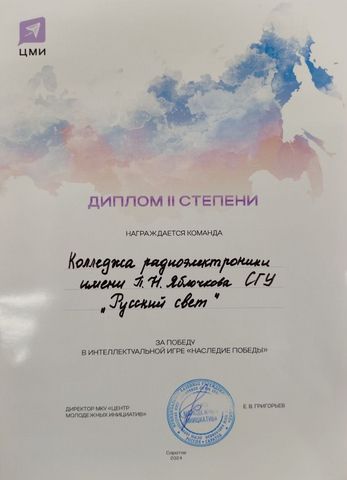 ЦМИ
ДИПЛОМ II СТЕПЕНИ
НАГРАЖДАЕТСЯ КОМАНДА
Колледжа радиоэлектроники
имени П.Н. Яблочкова СГУ
"Русский свет"
ЗА ПОБЕДУ
В ИНТЕЛЛЕКТУАЛЬНОЙ ИГРЕ «НАСЛЕДИЕ ПОБЕДЫ»
ДИРЕКТОР МКУ «ЦЕНТР
МОЛОДЕЖНЫХ ИНИЦИАТИВ»
Е. В. ГРИГОРЬЕВ
Саратов
2024